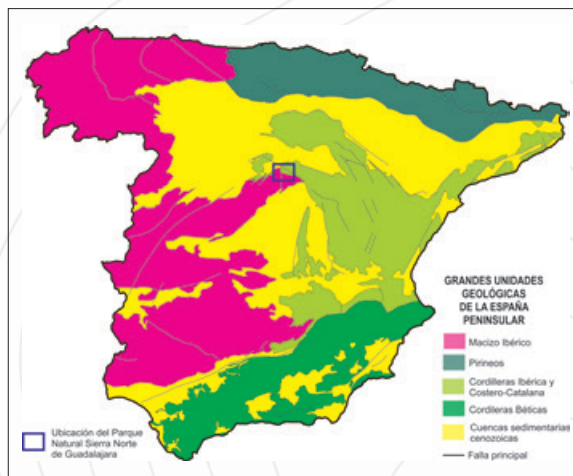 GRANDES UNIDADES
GEOLÓGICAS
DE LA ESPAÑA
PENINSULAR
Macizo Ibérico
Pirineos
Cordilleras Ibérica y
Costero-Catalana
Cordilleras Béticas
Cuencas sedimentarias
cenozoicas
Falla principal
Ubicación del Parque
Natural Sierra Norte
de Guadalajara